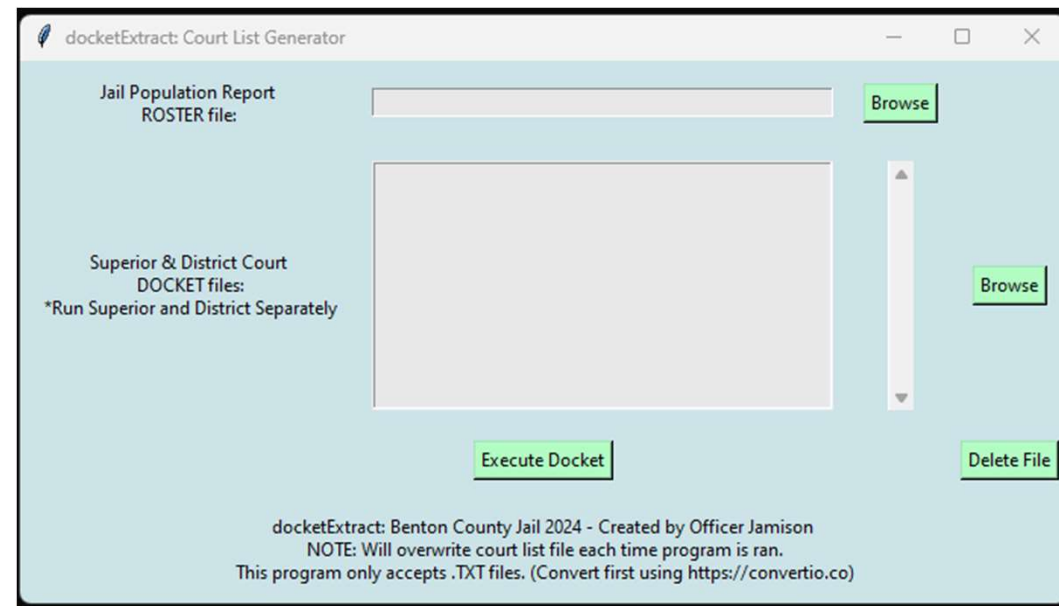 docketExtract: Court List Generator
Jail Population Report
ROSTER file:
Browse
Superior & District Court
DOCKET files:
*Run Superior and District Separately
Browse
Execute Docket
Delete File
docketExtract: Benton County Jail 2024 - Created by Officer Jamison
NOTE: Will overwrite court list file each time program is ran.
This program only accepts .TXT files. (Convert first using https://convertio.co)